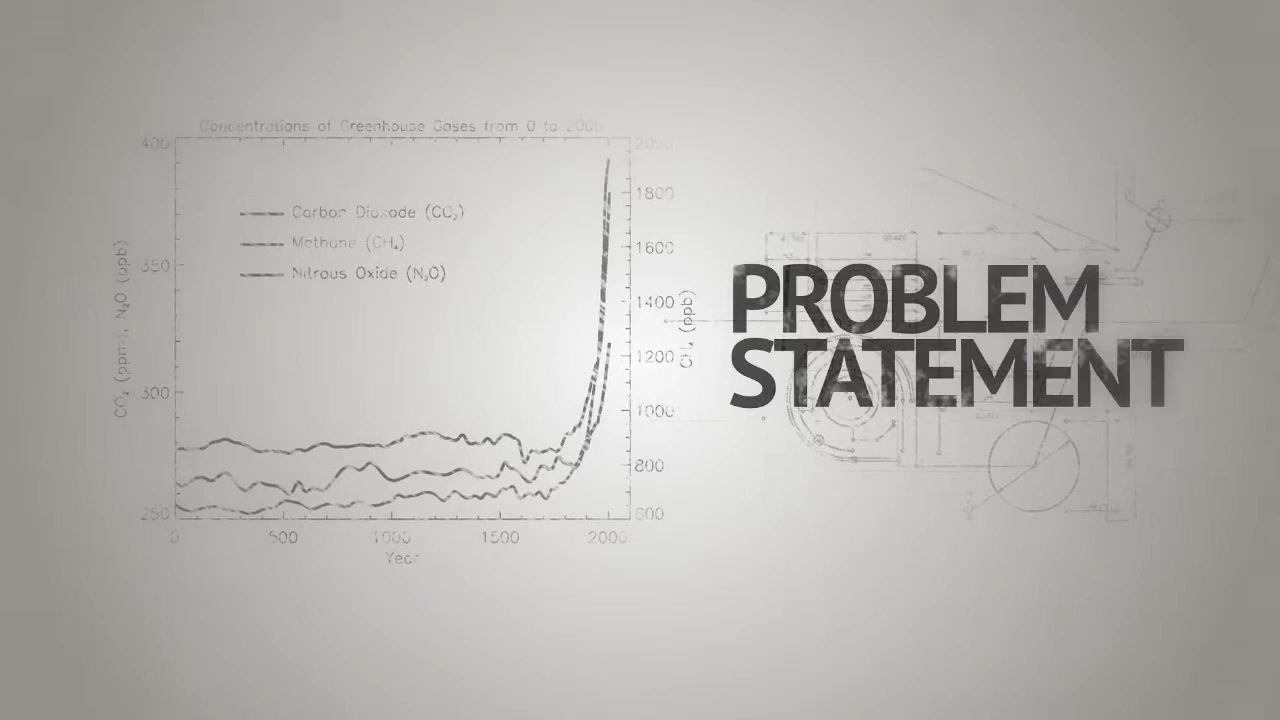 Concentrations of Greenhouse Gases from 0 to 2005
400
350
300
250
CO₂ (ppm), N₂O (ppb)
Carbon Dioxode (CO₂)
Methane (CH₄)
Nitrous Oxide (N₂O)
2000
1800
1600
1400
1200
1000
800
600
CH₄ (ppb)
0 500 1000 1500 2000
Year
PROBLEM
STATEMENT